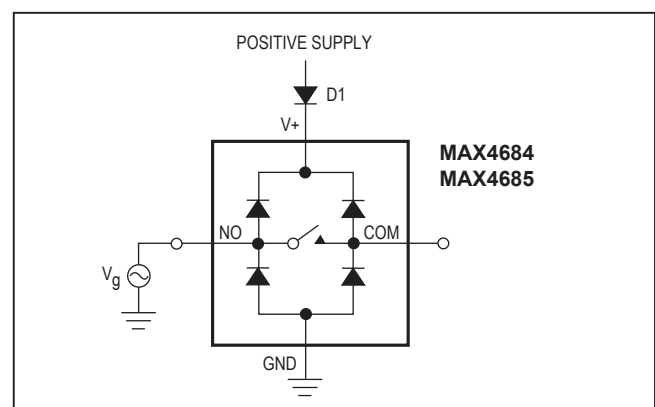 POSITIVE SUPPLY
D1
V+
MAX4684
MAX4685
NO
COM
Vg
GND